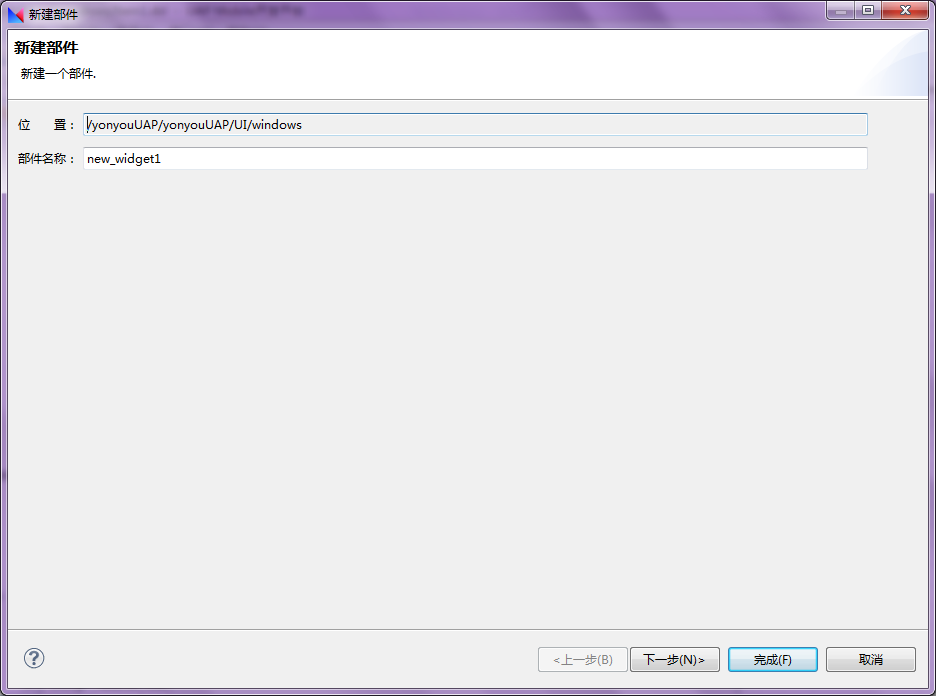 新建部件
新建部件
新建一个部件.
位 置： /yonyouUAP/yonyouUAP/UI/windows
部件名称： new_widget1
<上一步(B) 下一步(N)> 完成(F) 取消